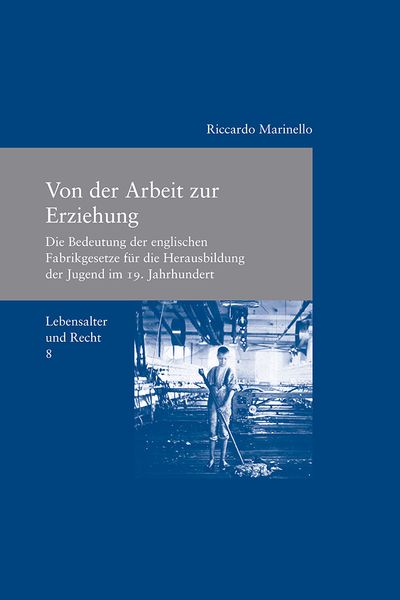 Riccardo Marinello
Von der Arbeit zur
Erziehung
Die Bedeutung der englischen
Fabrikgesetze für die Herausbildung
der Jugend im 19. Jahrhundert
Lebensalter
und Recht
8